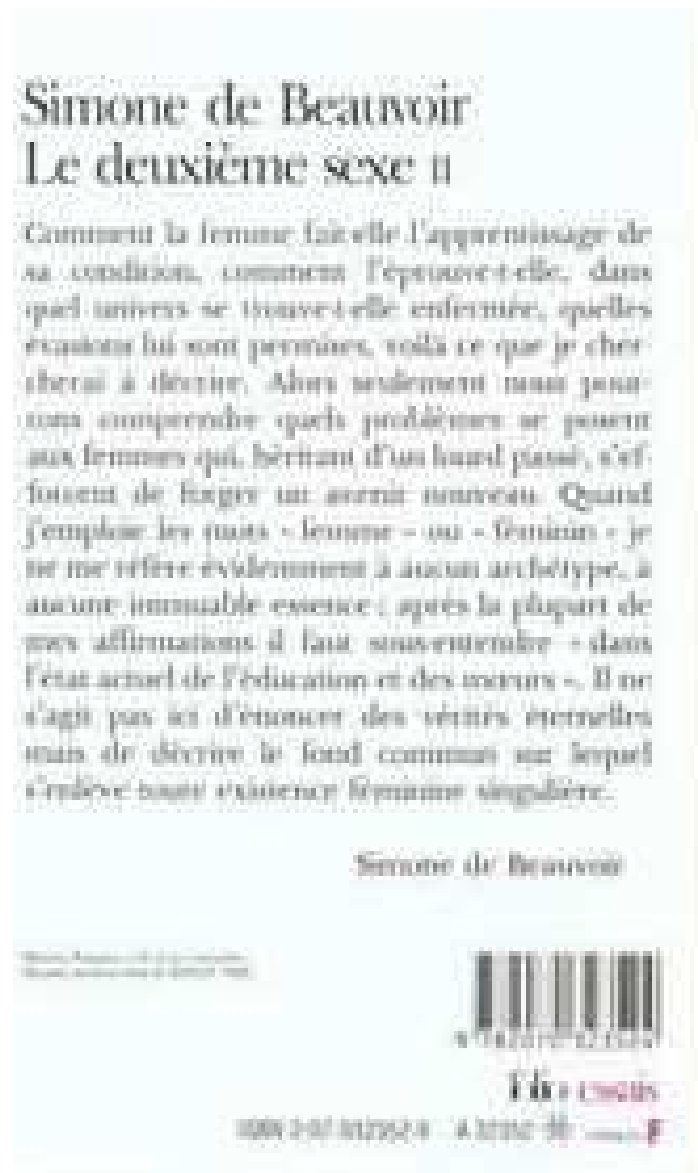 Simone de Beauvoir
Le deuxième sexe II
Comment la femme fait-elle l'apprentissage de
sa condition, comment l'éprouve-t-elle, dans
quel univers se trouve-t-elle enfermée, quelles
évasions lui sont permises, voilà ce que je cher-
cherai à décrire. Alors seulement nous pour-
rons comprendre quels problèmes se posent
aux femmes qui, héritant d'un lourd passé, s'ef-
forcent de forger un avenir nouveau. Quand
j'emploie les mots « femme » ou « féminin » je
ne me réfère évidemment à aucun archétype, à
aucune immuable essence ; après la plupart de
mes affirmations il faut sous-entendre « dans
l'état actuel de l'éducation et des mœurs ». Il ne
s'agit pas ici d'énoncer des vérités éternelles
mais de décrire le fond commun sur lequel
s'enlève toute existence féminine singulière.
Simone de Beauvoir
folio essais
ISBN